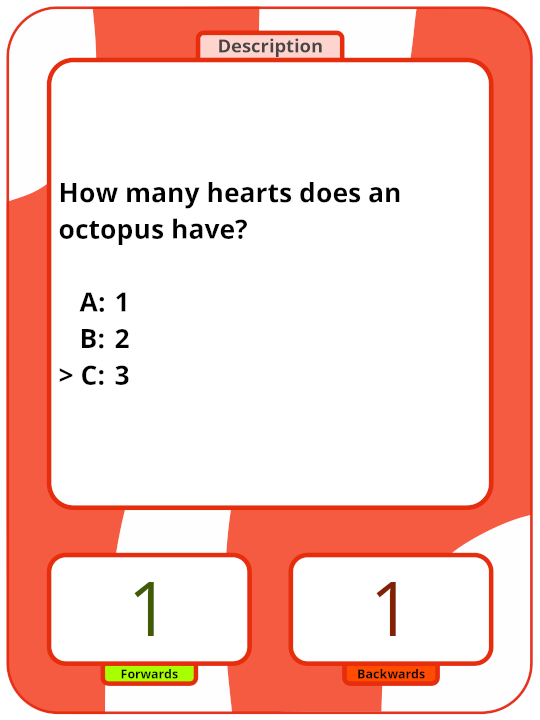 Description
How many hearts does an
octopus have?
A: 1
B: 2
> C: 3
1
1
Forwards
Backwards